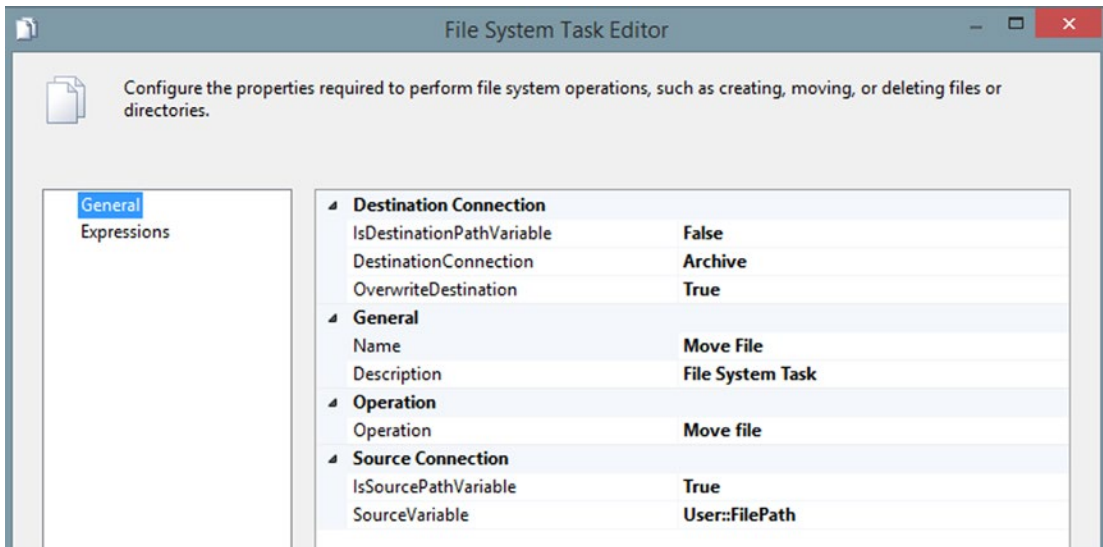 File System Task Editor
Configure the properties required to perform file system operations, such as creating, moving, or deleting files or
directories.
General
Expressions
Destination Connection
IsDestinationPathVariable False
DestinationConnection Archive
OverwriteDestination True
General
Name Move File
Description File System Task
Operation
Operation Move file
Source Connection
IsSourcePathVariable True
SourceVariable User::FilePath